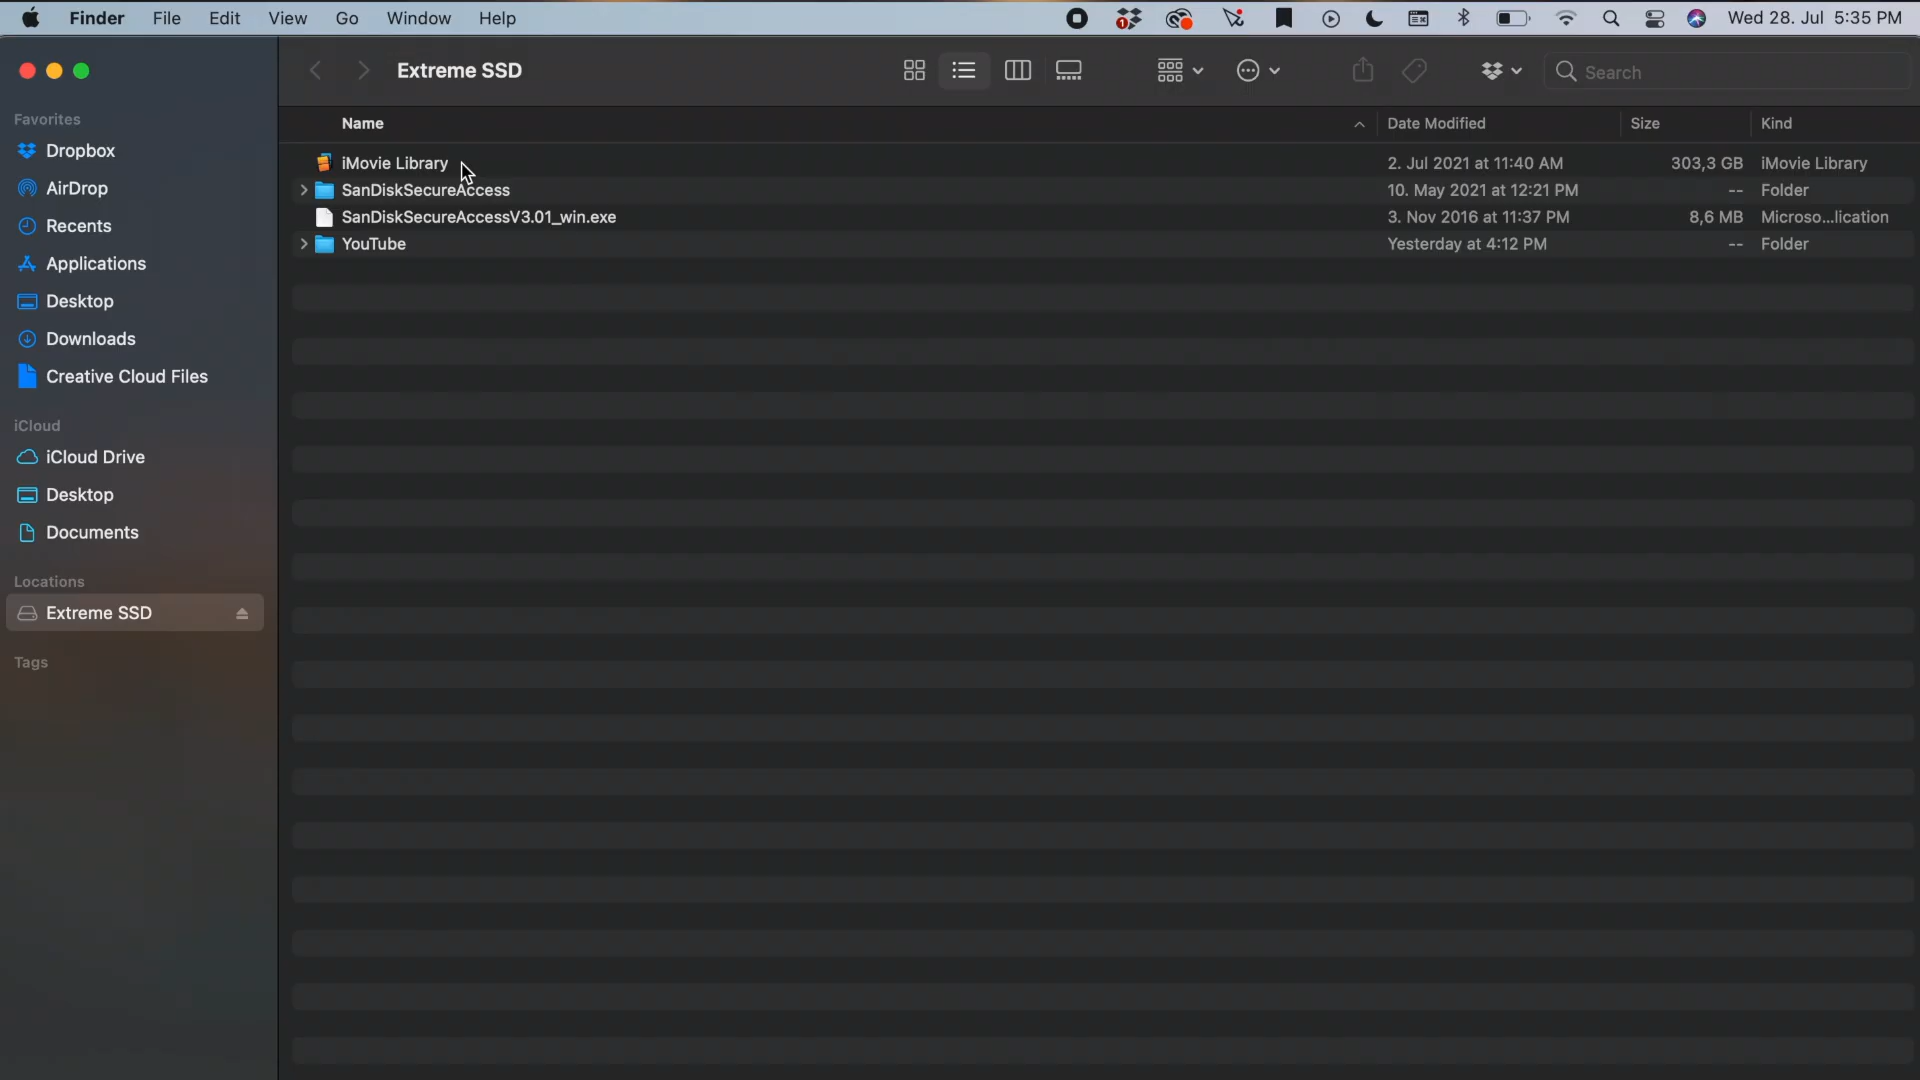 Finder File Edit View Go Window Help 1 Wed 28. Jul 5:35 PM
Extreme SSD Search
Favorites
Dropbox
AirDrop
Recents
Applications
Desktop
Downloads
Creative Cloud Files
iCloud
iCloud Drive
Desktop
Documents
Locations
Extreme SSD
Tags
Name Date Modified Size Kind
iMovie Library 2. Jul 2021 at 11:40 AM 303,3 GB iMovie Library
SanDiskSecureAccess 10. May 2021 at 12:21 PM -- Folder
SanDiskSecureAccessV3.01_win.exe 3. Nov 2016 at 11:37 PM 8,6 MB Microso...lication
YouTube Yesterday at 4:12 PM -- Folder